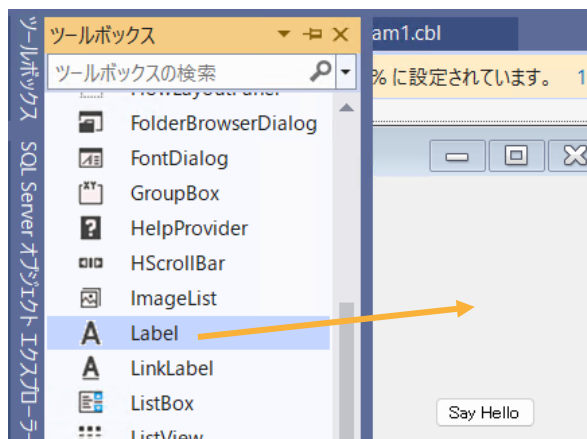 ツールボックス
SQL Server オブジェクト エクスプローラー
ツールボックス
ツールボックスの検索
FolderBrowserDialog
FontDialog
GroupBox
HelpProvider
HScrollBar
ImageList
Label
LinkLabel
ListBox
ListView
am1.cbl
% に設定されています。 1
Say Hello